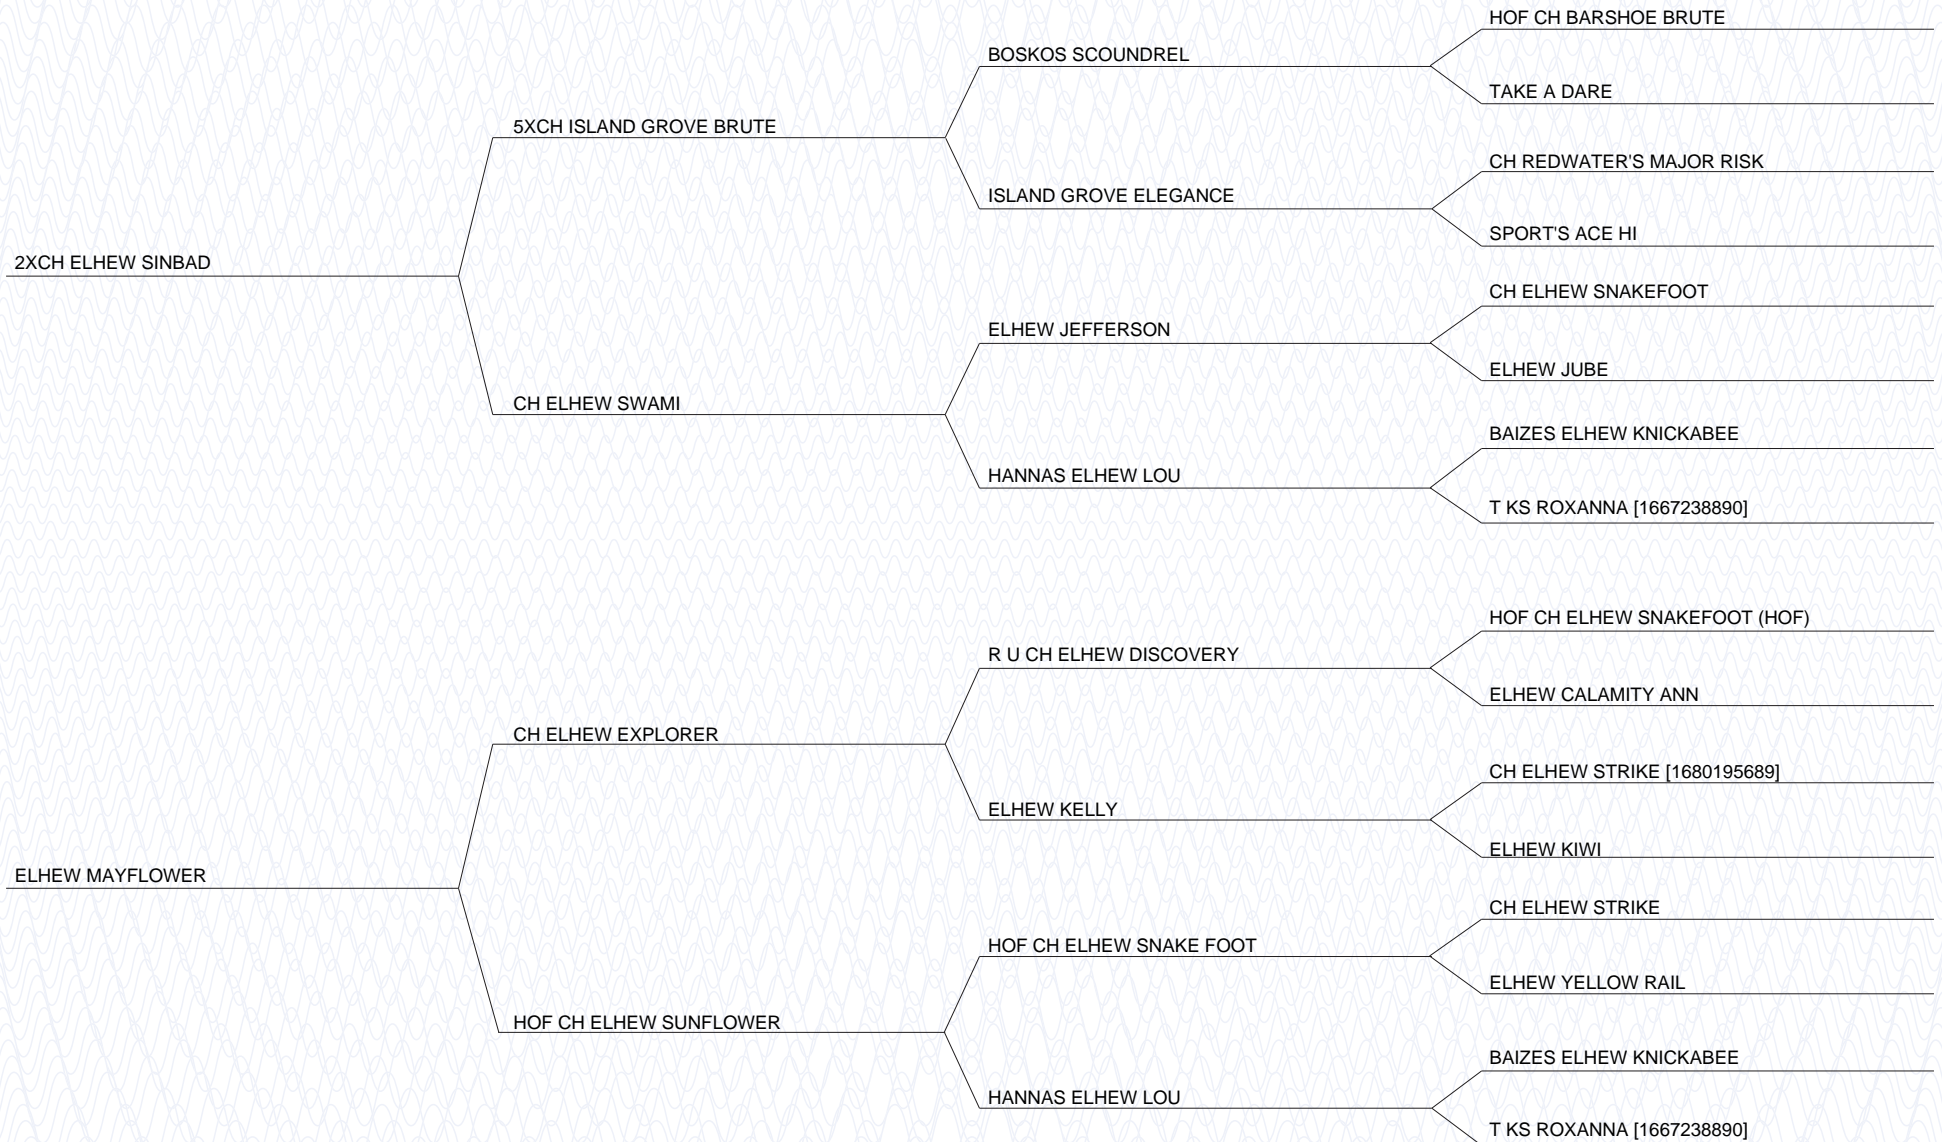 HOF CH BARSHOE BRUTE
BOSKOS SCOUNDREL
TAKE A DARE
5XCH ISLAND GROVE BRUTE
CH REDWATER'S MAJOR RISK
ISLAND GROVE ELEGANCE
SPORT'S ACE HI
2XCH ELHEW SINBAD
CH ELHEW SNAKEFOOT
ELHEW JEFFERSON
ELHEW JUBE
CH ELHEW SWAMI
BAIZES ELHEW KNICKABEE
HANNAS ELHEW LOU
T KS ROXANNA [1667238890]
HOF CH ELHEW SNAKEFOOT (HOF)
R U CH ELHEW DISCOVERY
ELHEW CALAMITY ANN
CH ELHEW EXPLORER
CH ELHEW STRIKE [1680195689]
ELHEW KELLY
ELHEW KIWI
ELHEW MAYFLOWER
CH ELHEW STRIKE
HOF CH ELHEW SNAKE FOOT
ELHEW YELLOW RAIL
HOF CH ELHEW SUNFLOWER
BAIZES ELHEW KNICKABEE
HANNAS ELHEW LOU
T KS ROXANNA [1667238890]